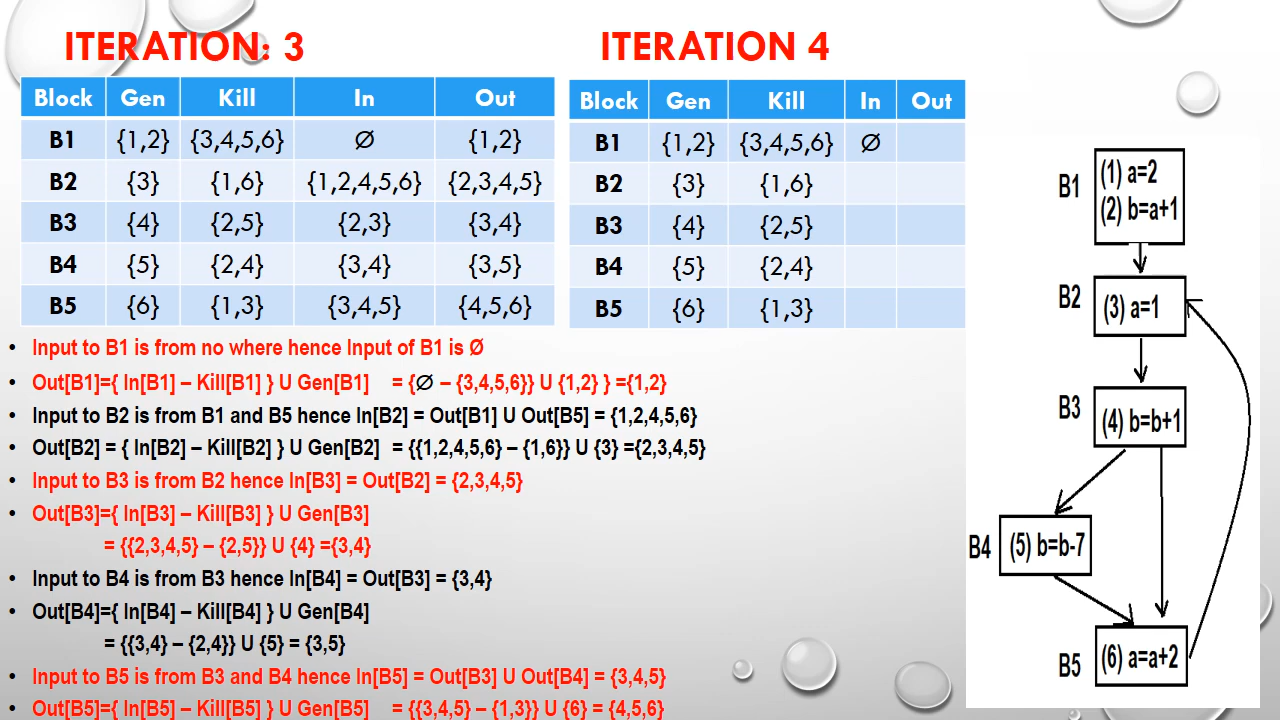 ITERATION: 3
ITERATION 4
Block Gen Kill In Out
B1 {1,2} {3,4,5,6} Ø {1,2}
B2 {3} {1,6} {1,2,4,5,6} {2,3,4,5}
B3 {4} {2,5} {2,3} {3,4}
B4 {5} {2,4} {3,4} {3,5}
B5 {6} {1,3} {3,4,5} {4,5,6}
Block Gen Kill In Out
B1 {1,2} {3,4,5,6} Ø
B2 {3} {1,6}
B3 {4} {2,5}
B4 {5} {2,4}
B5 {6} {1,3}
• Input to B1 is from no where hence Input of B1 is Ø
• Out[B1]={ In[B1] – Kill[B1] } U Gen[B1] = {∅ – {3,4,5,6}} U {1,2} } ={1,2}
• Input to B2 is from B1 and B5 hence In[B2] = Out[B1] U Out[B5] = {1,2,4,5,6}
• Out[B2] = { In[B2] – Kill[B2] } U Gen[B2] = {{1,2,4,5,6} – {1,6}} U {3} ={2,3,4,5}
• Input to B3 is from B2 hence In[B3] = Out[B2] = {2,3,4,5}
• Out[B3]={ In[B3] – Kill[B3] } U Gen[B3]
= {{2,3,4,5} – {2,5}} U {4} ={3,4}
• Input to B4 is from B3 hence In[B4] = Out[B3] = {3,4}
• Out[B4]={ In[B4] – Kill[B4] } U Gen[B4]
= {{3,4} – {2,4}} U {5} = {3,5}
• Input to B5 is from B3 and B4 hence In[B5] = Out[B3] U Out[B4] = {3,4,5}
• Out[B5]={ In[B5] – Kill[B5] } U Gen[B5] = {{3,4,5} – {1,3}} U {6} = {4,5,6}
B1
(1) a=2
(2) b=a+1
B2
(3) a=1
B3
(4) b=b+1
B4
(5) b=b-7
B5
(6) a=a+2